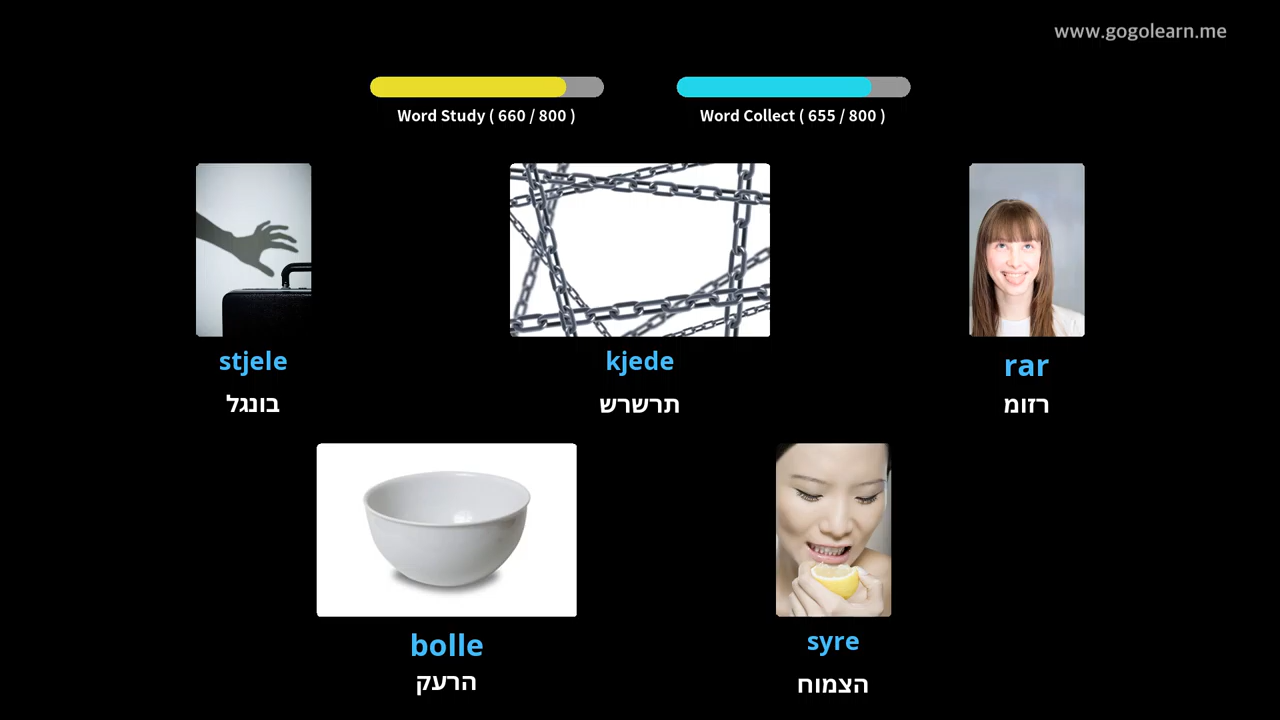 www.gogolearn.me
Word Study ( 660 / 800 )
Word Collect ( 655 / 800 )
stjele
בונגל
kjede
תרשרש
rar
רזומ
bolle
הרעק
syre
הצמוח